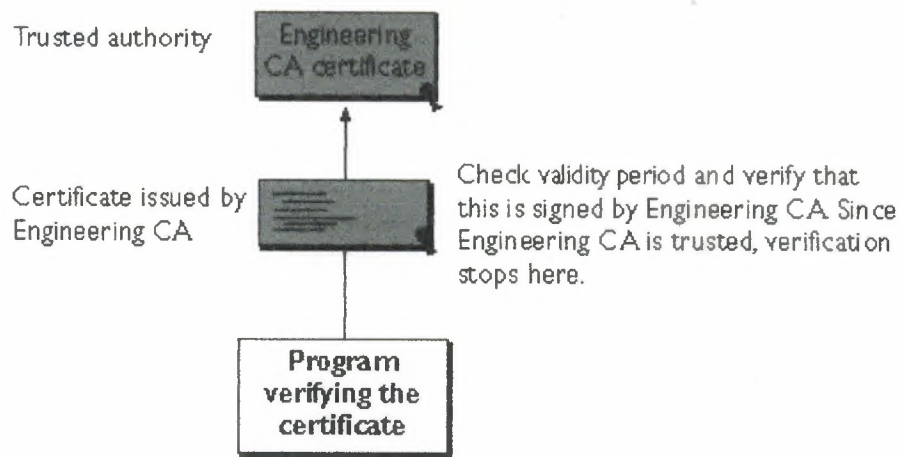 Trusted authority
Engineering
CA certificate
Certificate issued by
Engineering CA
Check validity period and verify that
this is signed by Engineering CA. Since
Engineering CA is trusted, verification
stops here.
Program
verifying the
certificate